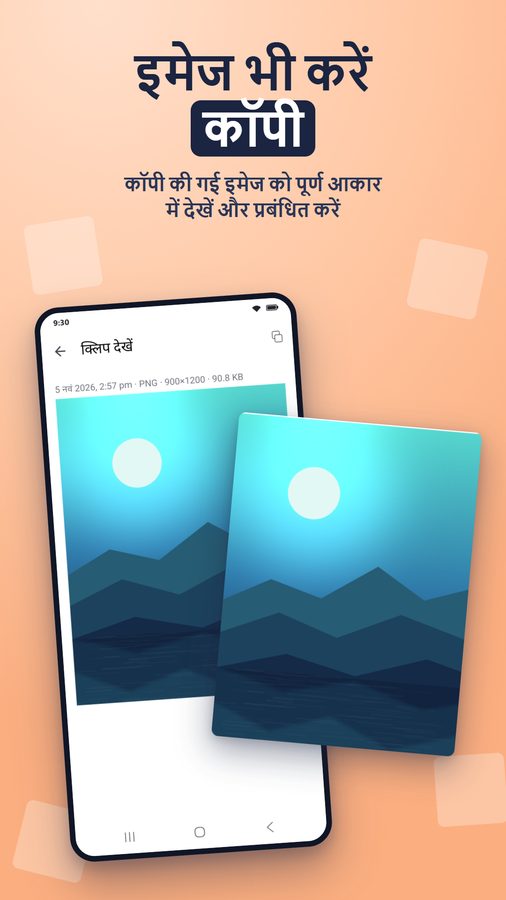 इमेज भी करें
कॉपी
कॉपी की गई इमेज को पूर्ण आकार
में देखें और प्रबंधित करें
9:30
क्लिप देखें
5 नवं 2026, 2:57 pm · PNG · 900×1200 · 90.8 KB